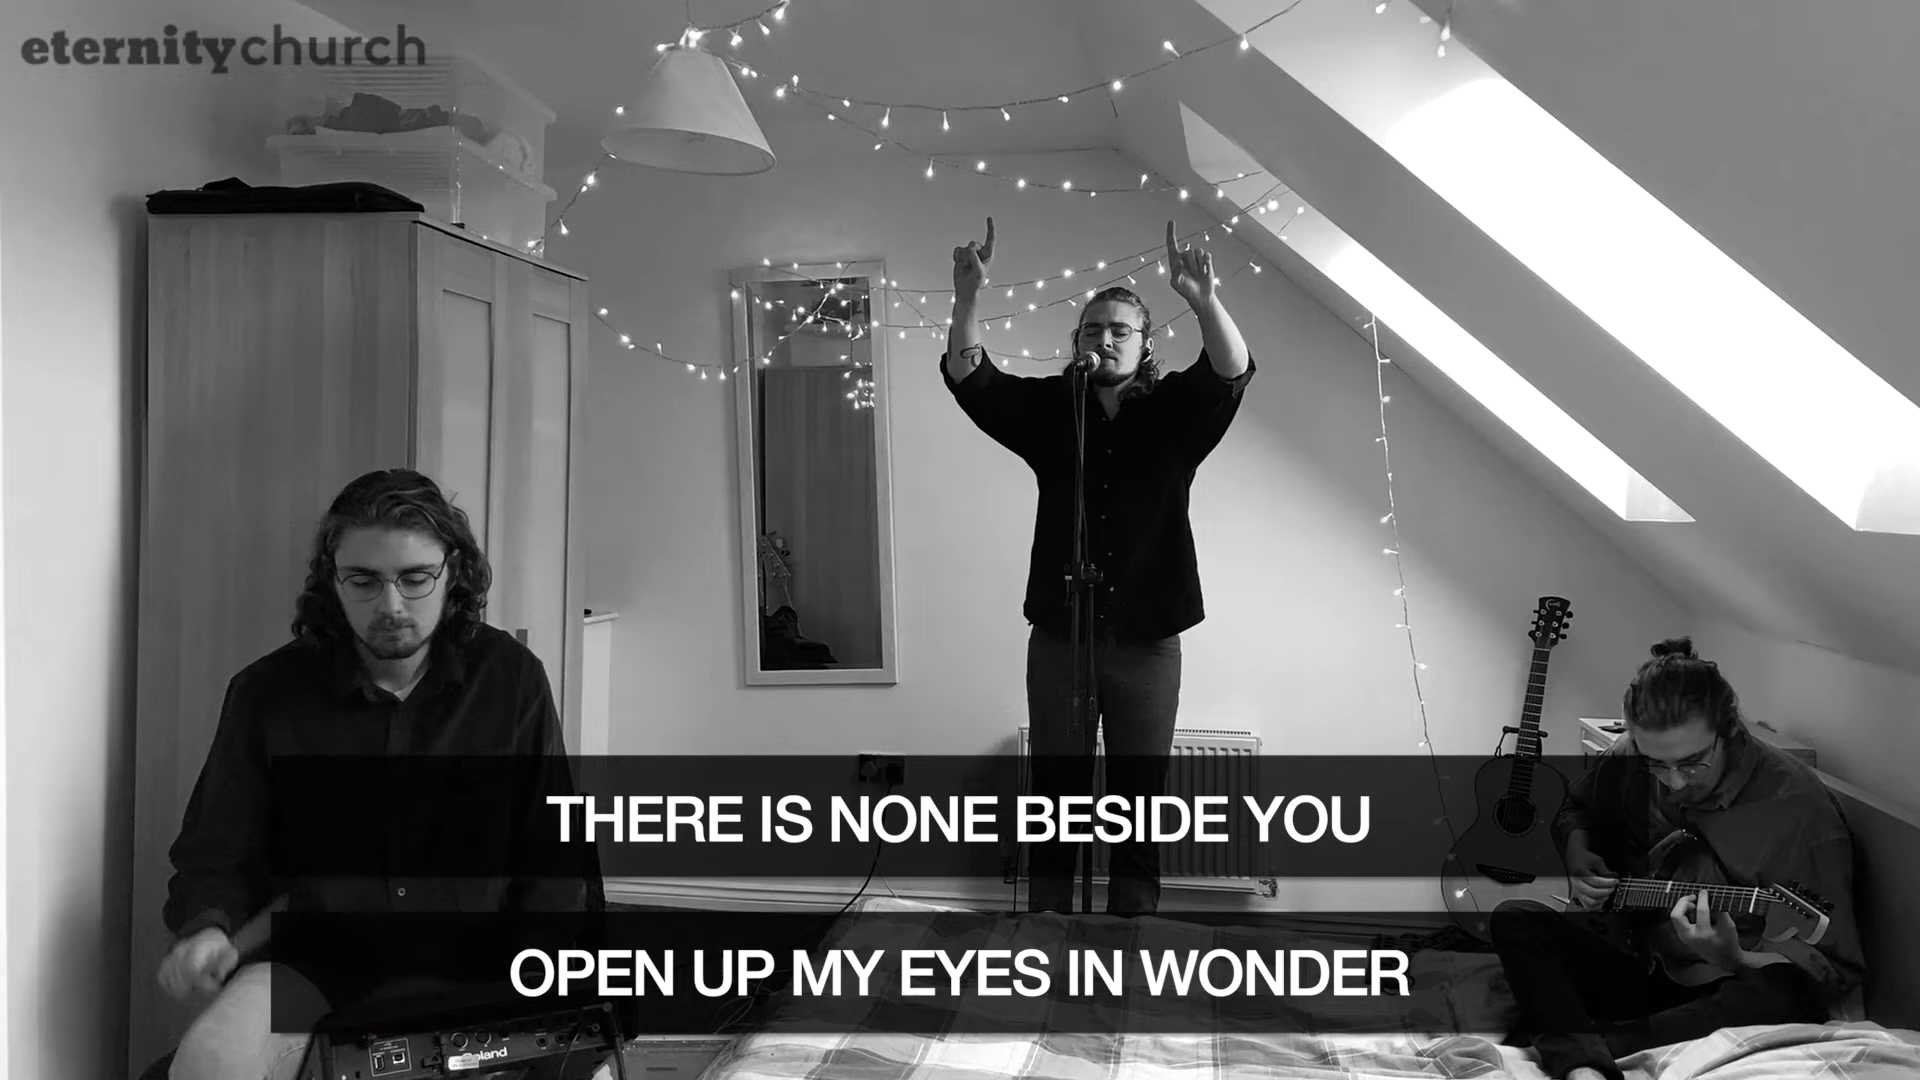 eternitychurch
THERE IS NONE BESIDE YOU
OPEN UP MY EYES IN WONDER
Roland